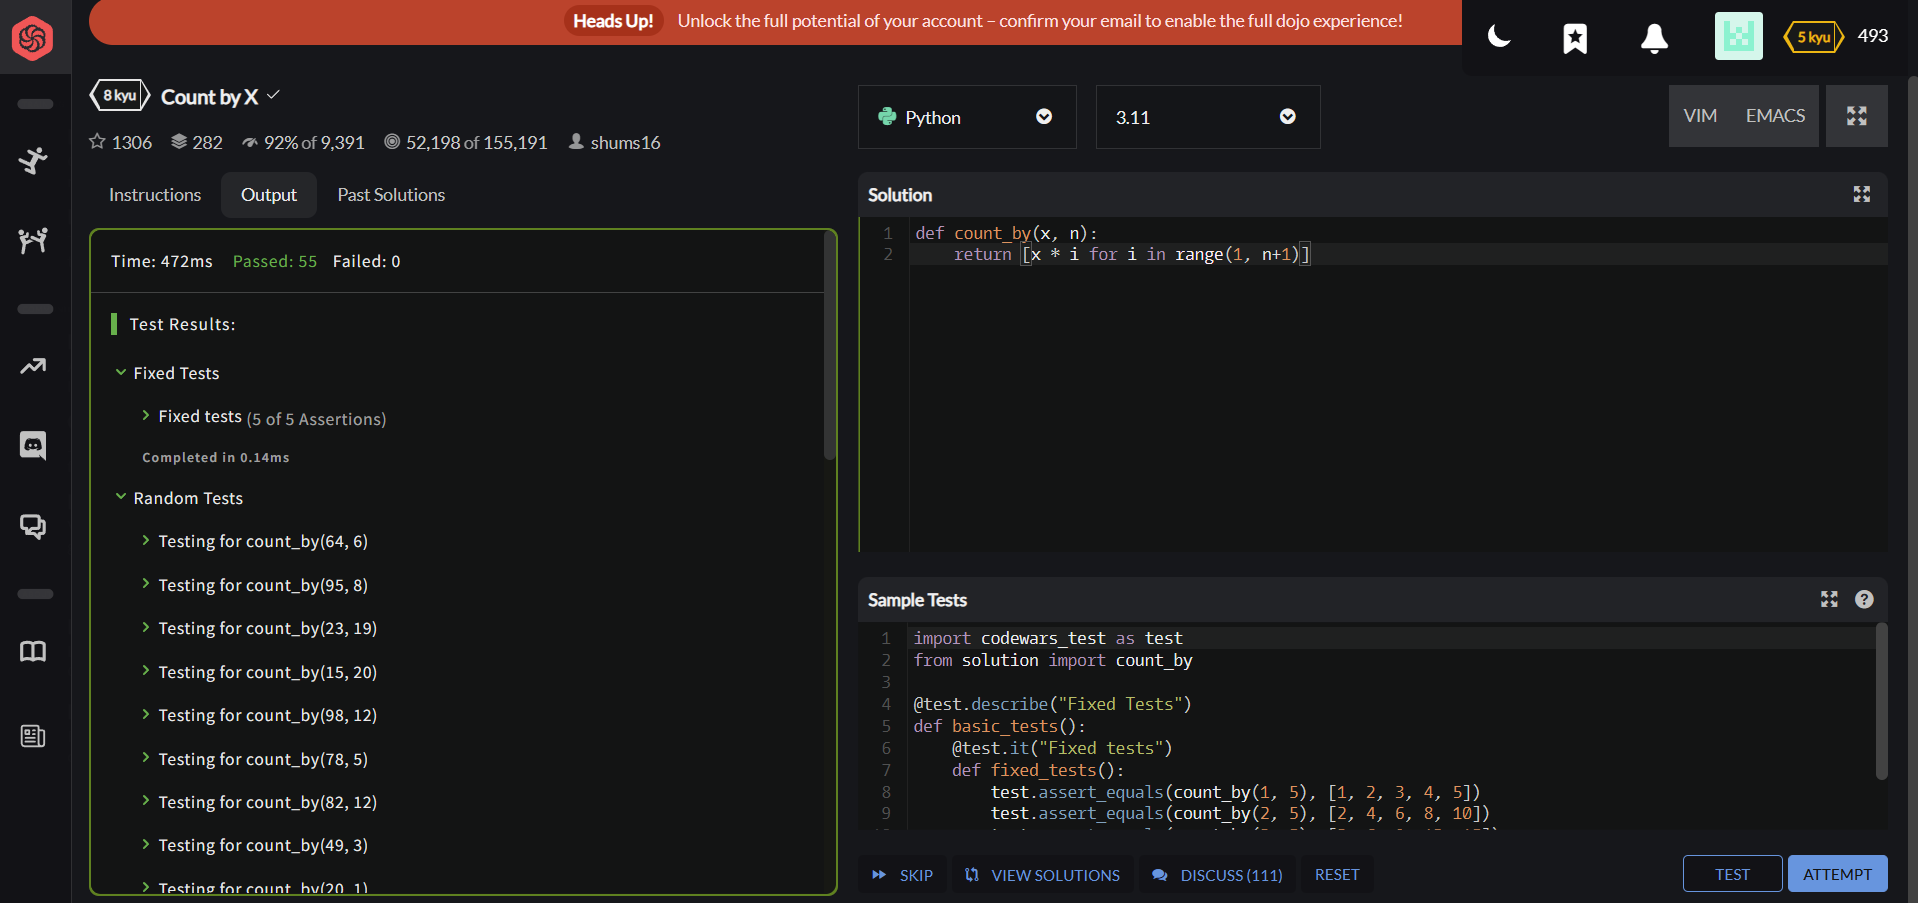 Heads Up! Unlock the full potential of your account – confirm your email to enable the full dojo experience!
5 kyu 493
8 kyu Count by X
1306 282 92% of 9,391 52,198 of 155,191 shums16
Python 3.11 VIM EMACS
Instructions Output Past Solutions
Time: 472ms Passed: 55 Failed: 0
Test Results:
Fixed Tests
Fixed tests (5 of 5 Assertions)
Completed in 0.14ms
Random Tests
Testing for count_by(64, 6)
Testing for count_by(95, 8)
Testing for count_by(23, 19)
Testing for count_by(15, 20)
Testing for count_by(98, 12)
Testing for count_by(78, 5)
Testing for count_by(82, 12)
Testing for count_by(49, 3)
Testing for count_by(20, 1)
Solution
1 def count_by(x, n):
2 return [x * i for i in range(1, n+1)]
Sample Tests
1 import codewars_test as test
2 from solution import count_by
3
4 @test.describe("Fixed Tests")
5 def basic_tests():
6 @test.it("Fixed tests")
7 def fixed_tests():
8 test.assert_equals(count_by(1, 5), [1, 2, 3, 4, 5])
9 test.assert_equals(count_by(2, 5), [2, 4, 6, 8, 10])
SKIP VIEW SOLUTIONS DISCUSS (111) RESET TEST ATTEMPT